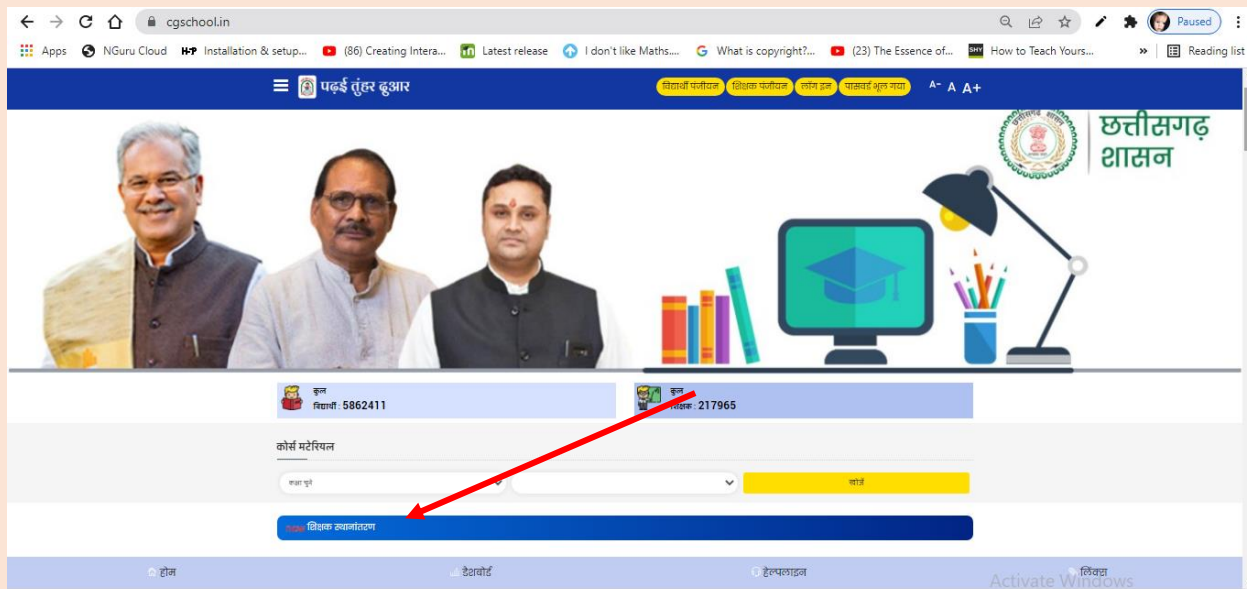 cgschool.in
Paused
Apps NGuru Cloud H-P Installation & setup... (86) Creating Intera... Latest release I don't like Maths.... What is copyright?... (23) The Essence of... SHY How to Teach Yours... » Reading list
पढ़ई तुंहर दुआर
विद्यार्थी पंजीयन शिक्षक पंजीयन लॉग इन पासवर्ड भूल गया A- A A+
छत्तीसगढ़
शासन
कुल
विद्यार्थी : 5862411
कुल
शिक्षक : 217965
कोर्स मटेरियल
कक्षा चुनें
खोजें
शिक्षक स्थानांतरण
होम डैशबोर्ड हेल्पलाइन लिंक्स
Activate Windows